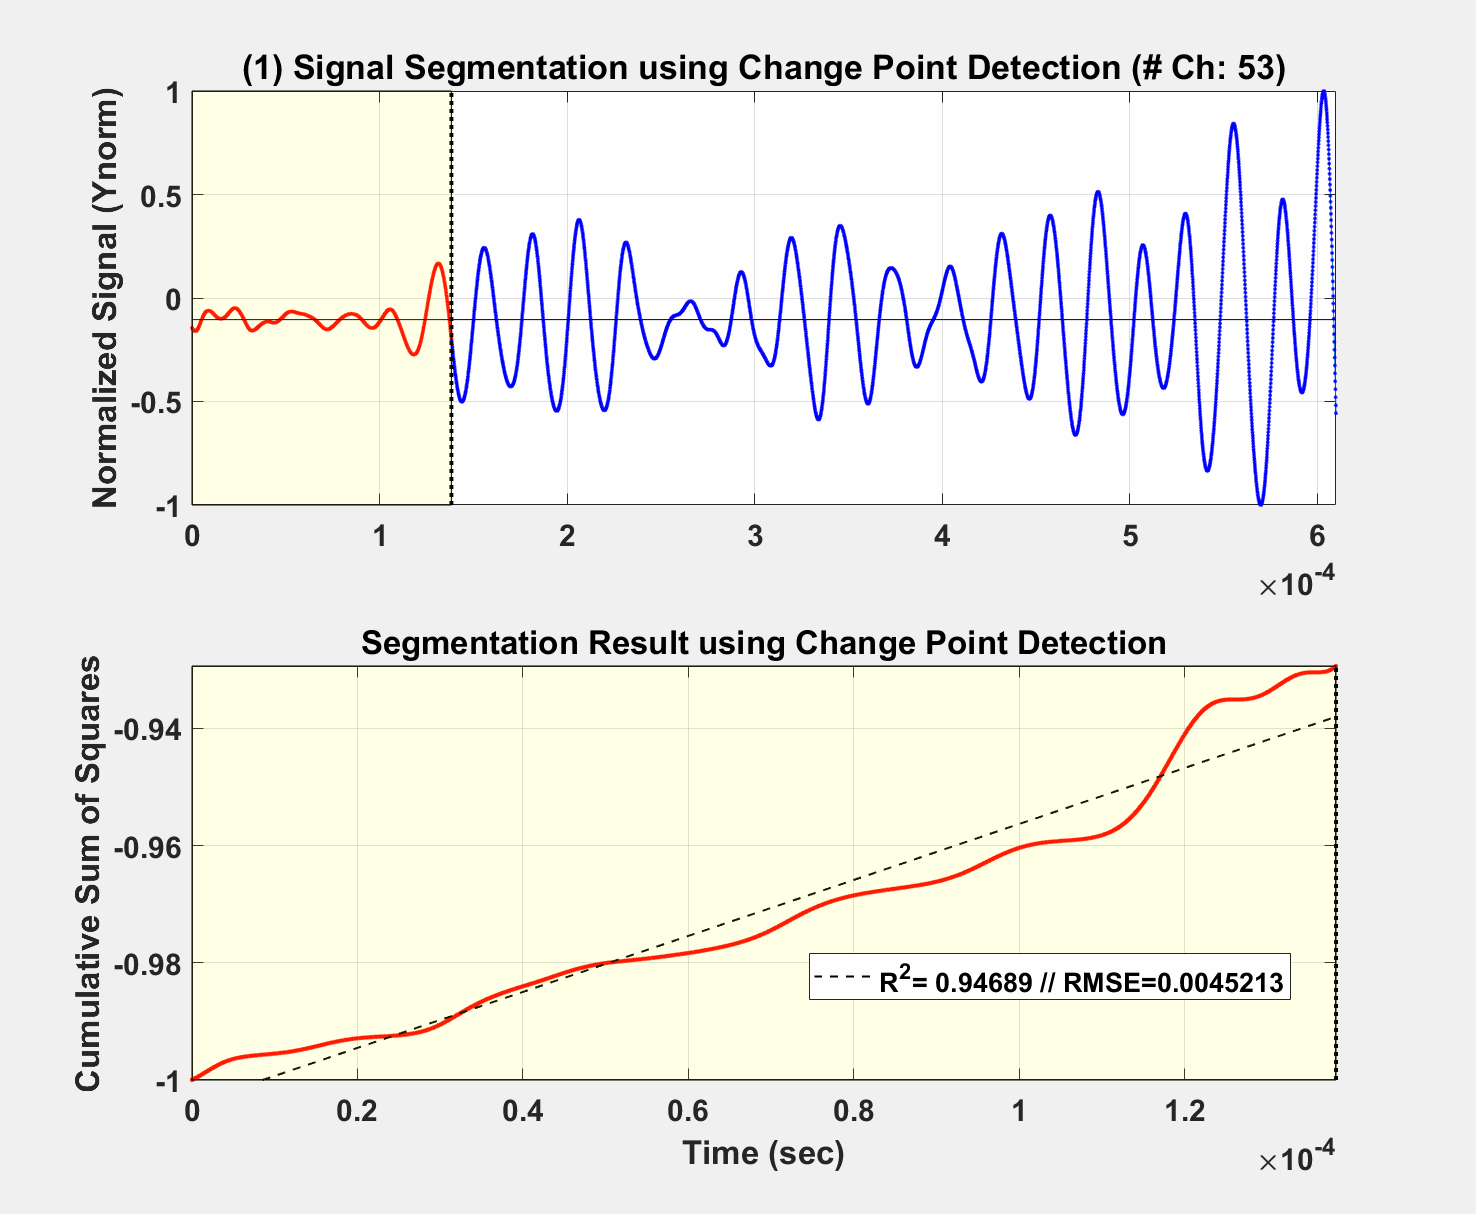 (1) Signal Segmentation using Change Point Detection (# Ch: 53)
Normalized Signal (Ynorm)
1
0.5
0
-0.5
-1
0 1 2 3 4 5 6
×10-4
Segmentation Result using Change Point Detection
Cumulative Sum of Squares
-0.94
-0.96
-0.98
-1
R2= 0.94689 // RMSE=0.0045213
0 0.2 0.4 0.6 0.8 1 1.2
Time (sec)
×10-4